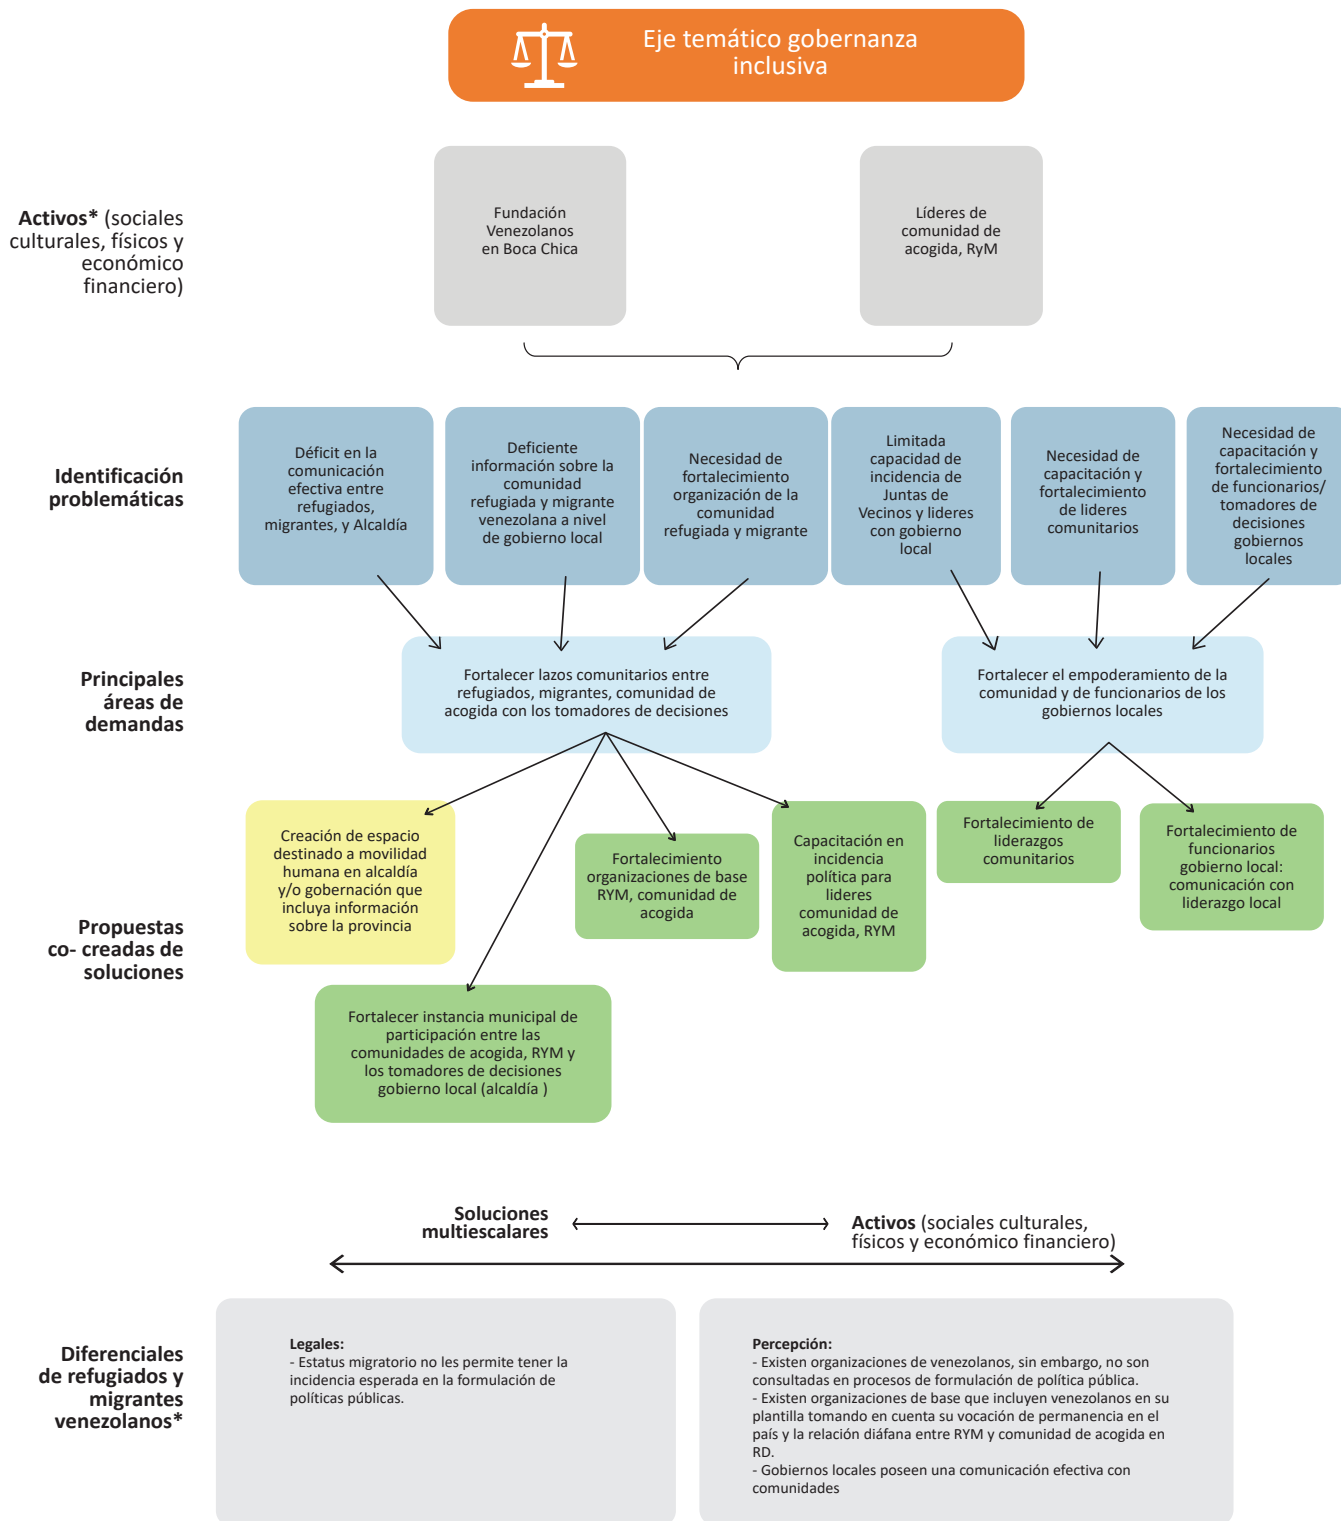 Eje temático gobernanza
inclusiva
Activos* (sociales
culturales, físicos y
económico
financiero)
Fundación
Venezolanos
en Boca Chica
Líderes de
comunidad de
acogida, RyM
Identificación
problemáticas
Déficit en la
comunicación
efectiva entre
refugiados,
migrantes, y Alcaldía
Deficiente
información sobre la
comunidad
refugiada y migrante
venezolana a nivel
de gobierno local
Necesidad de
fortalecimiento
organización de la
comunidad
refugiada y migrante
Limitada
capacidad de
incidencia de
Juntas de
Vecinos y lideres
con gobierno
local
Necesidad de
capacitación y
fortalecimiento
de lideres
comunitarios
Necesidad de
capacitación y
fortalecimiento
de funcionarios/
tomadores de
decisiones
gobiernos
locales
Principales
áreas de
demandas
Fortalecer lazos comunitarios entre
refugiados, migrantes, comunidad de
acogida con los tomadores de decisiones
Fortalecer el empoderamiento de la
comunidad y de funcionarios de los
gobiernos locales
Propuestas
co- creadas de
soluciones
Creación de espacio
destinado a movilidad
humana en alcaldía
y/o gobernación que
incluya información
sobre la provincia
Fortalecimiento
organizaciones de base
RYM, comunidad de
acogida
Capacitación en
incidencia
política para
lideres
comunidad de
acogida, RYM
Fortalecimiento de
liderazgos
comunitarios
Fortalecimiento de
funcionarios
gobierno local:
comunicación con
liderazgo local
Fortalecer instancia municipal de
participación entre las
comunidades de acogida, RYM y
los tomadores de decisiones
gobierno local (alcaldía )
Soluciones
multiescalares
Activos (sociales culturales,
físicos y económico financiero)
Diferenciales
de refugiados y
migrantes
venezolanos*
Legales:
- Estatus migratorio no les permite tener la
incidencia esperada en la formulación de
políticas públicas.
Percepción:
- Existen organizaciones de venezolanos, sin embargo, no son
consultadas en procesos de formulación de política pública.
- Existen organizaciones de base que incluyen venezolanos en su
plantilla tomando en cuenta su vocación de permanencia en el
país y la relación diáfana entre RYM y comunidad de acogida en
RD.
- Gobiernos locales poseen una comunicación efectiva con
comunidades